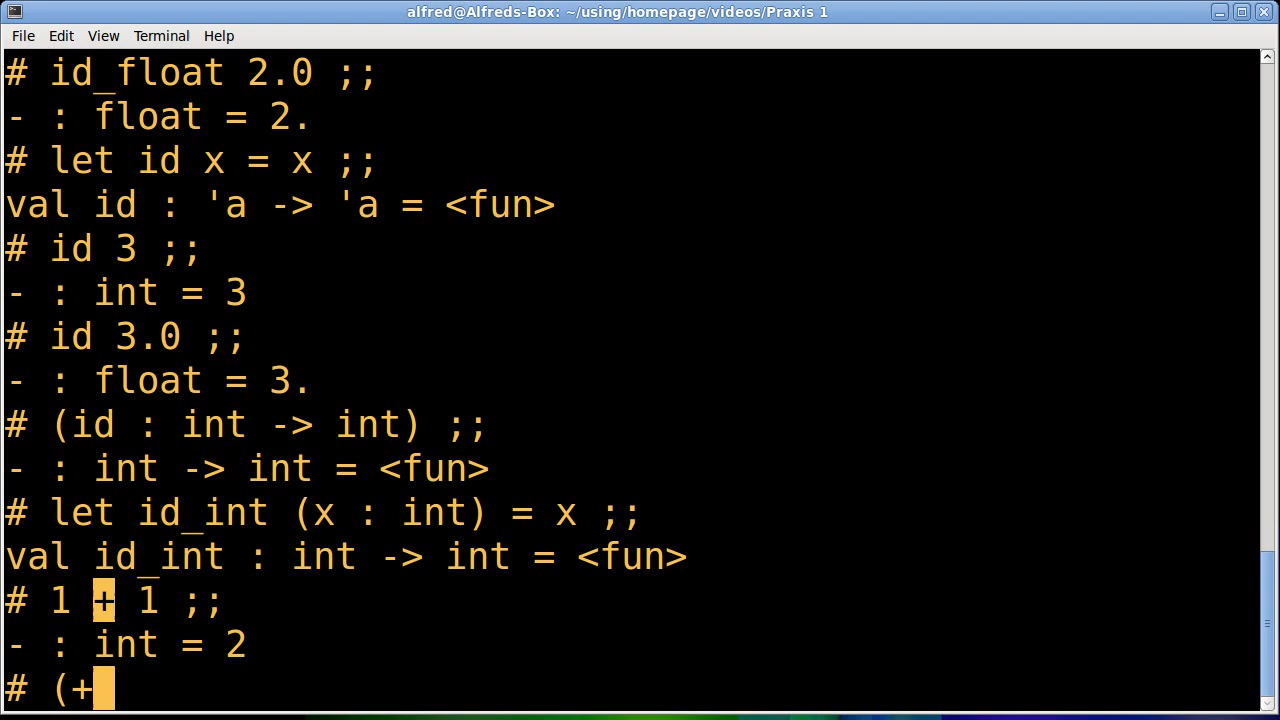 alfred@Alfreds-Box: ~/using/homepage/videos/Praxis 1
File Edit View Terminal Help
# id_float 2.0 ;;
- : float = 2.
# let id x = x ;;
val id : 'a -> 'a = <fun>
# id 3 ;;
- : int = 3
# id 3.0 ;;
- : float = 3.
# (id : int -> int) ;;
- : int -> int = <fun>
# let id_int (x : int) = x ;;
val id_int : int -> int = <fun>
# 1 + 1 ;;
- : int = 2
# (+